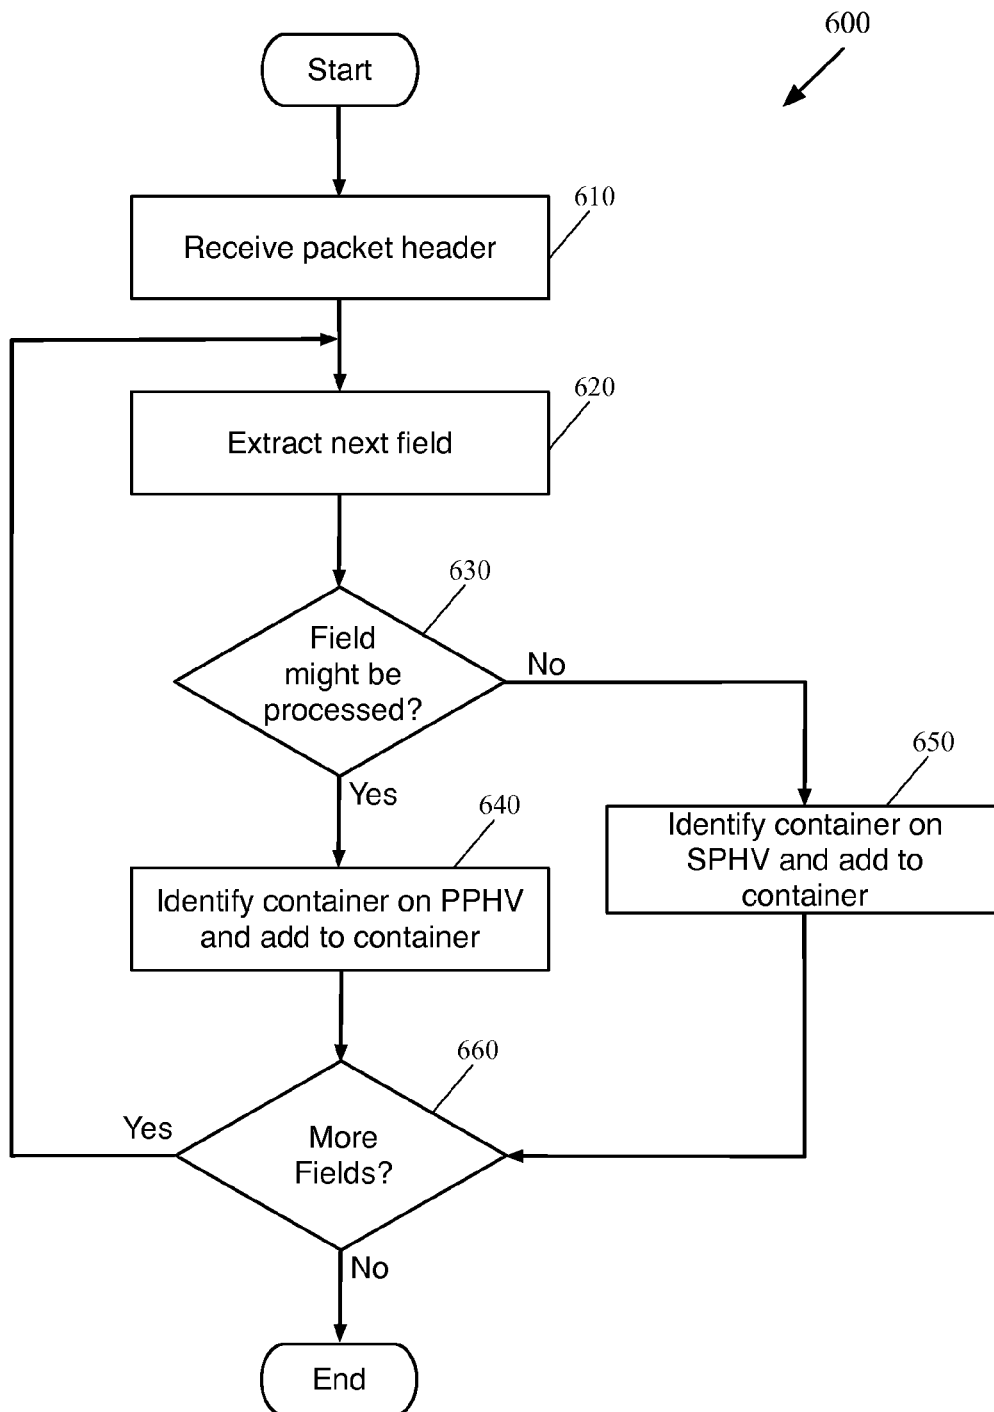 600
Start
610
Receive packet header
620
Extract next field
630
Field
might be
processed?
No
Yes
640
Identify container on PPHV
and add to container
650
Identify container on
SPHV and add to
container
660
More
Fields?
Yes
No
End